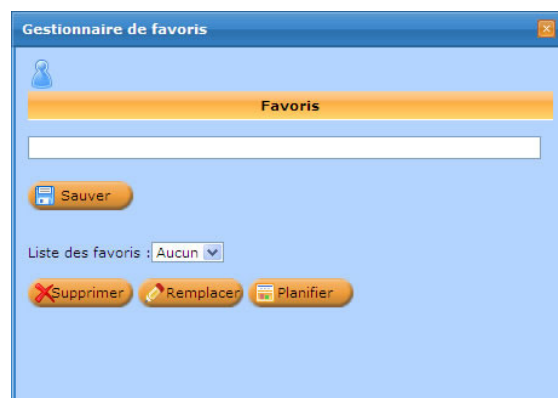 Gestionnaire de favoris
Favoris
Sauver
Liste des favoris : Aucun
Supprimer Remplacer Planifier